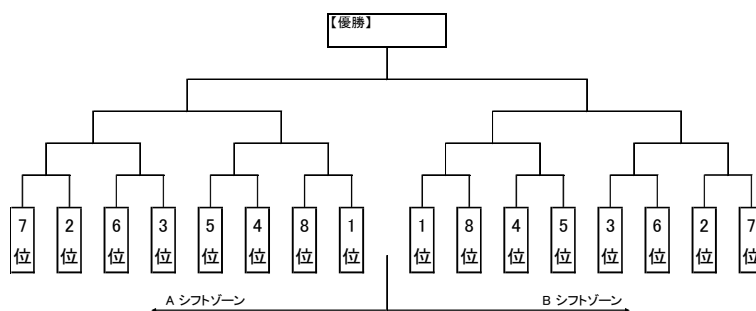 【優勝】
7位 2位 6位 3位 5位 4位 8位 1位 1位 8位 4位 5位 3位 6位 2位 7位
A シフトゾーン B シフトゾーン